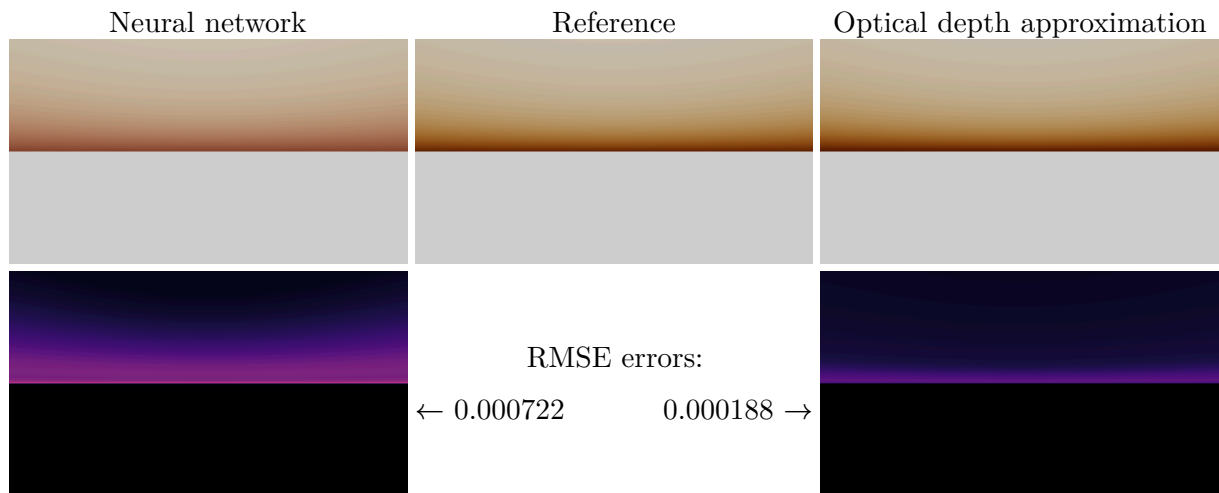 Neural network
Reference
Optical depth approximation
RMSE errors:
← 0.000722
0.000188 →